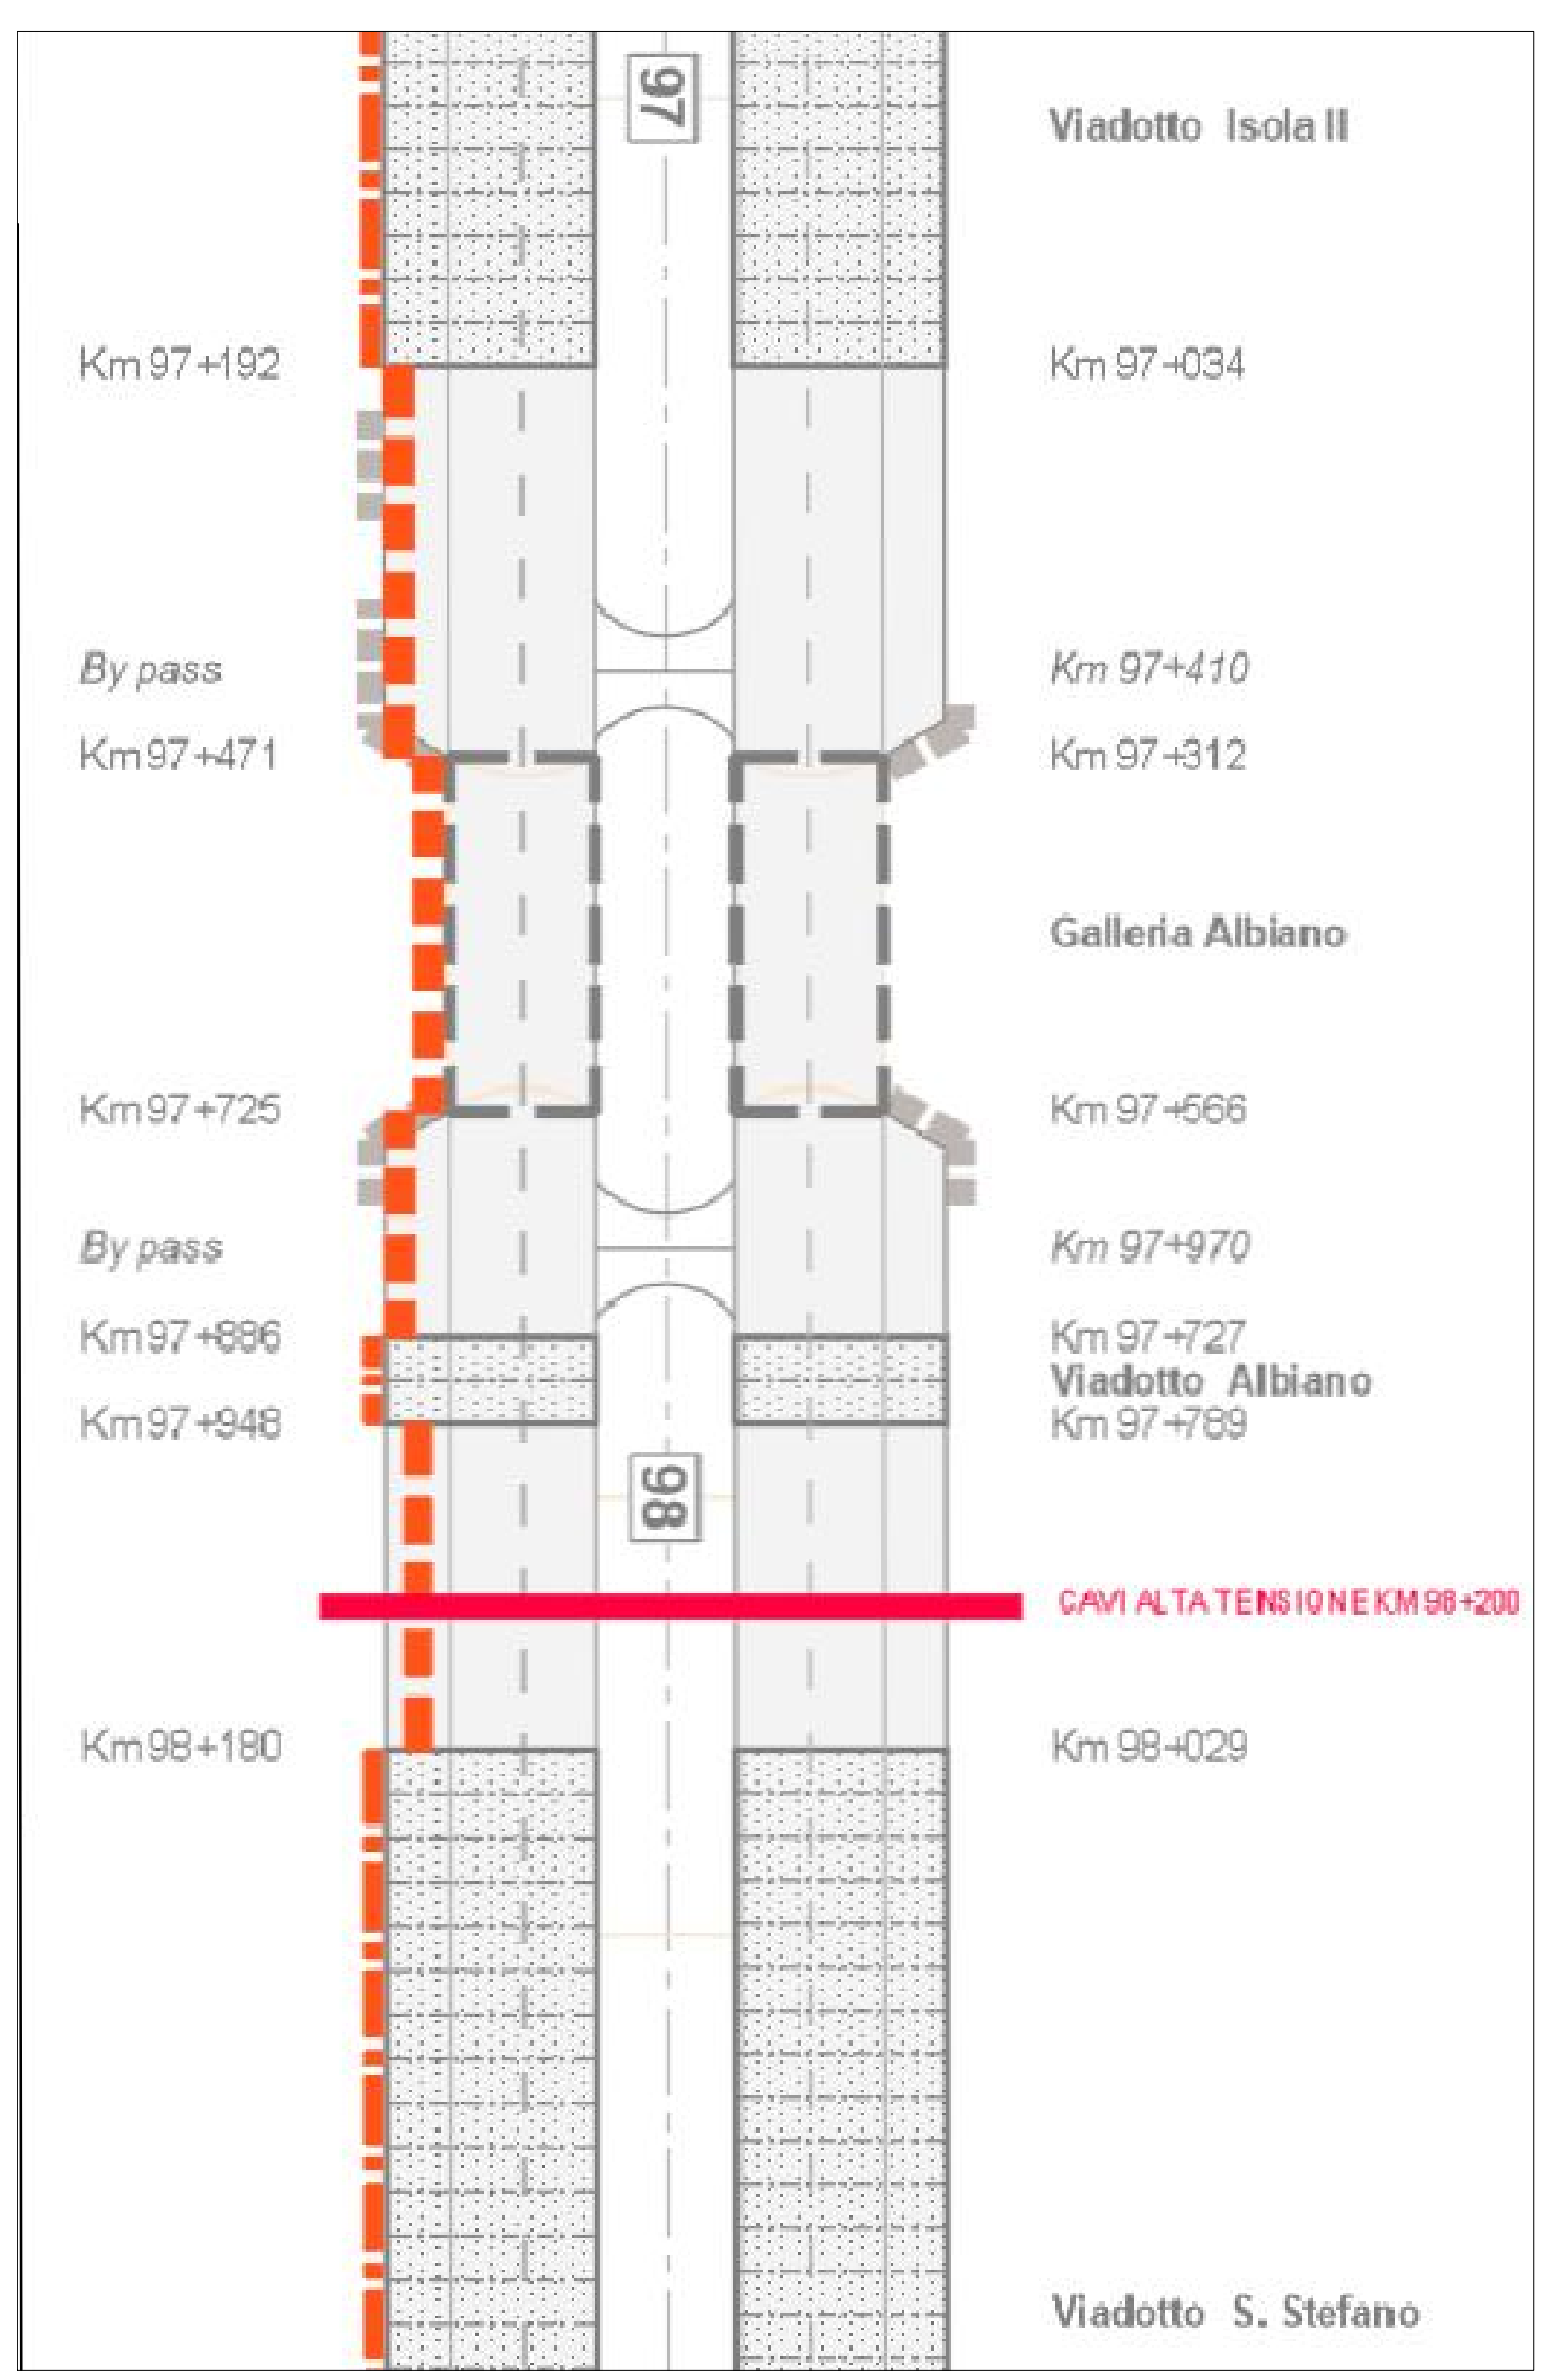 97
Viadotto Isola II
Km 97+192
Km 97+034
By pass
Km 97+410
Km 97+471
Km 97+312
Galleria Albiano
Km 97+725
Km 97+566
By pass
Km 97+970
Km 97+886
Km 97+727
Viadotto Albiano
Km 97+948
Km 97+789
98
CAVI ALTA TENSIONE KM 98+200
Km 98+180
Km 98+029
Viadotto S. Stefano